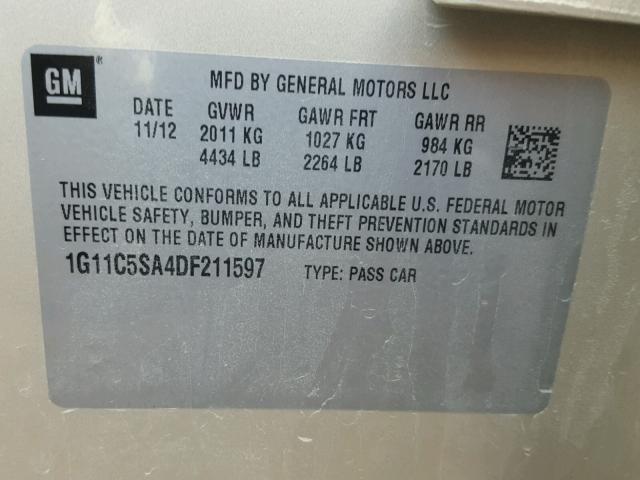 GM
MFD BY GENERAL MOTORS LLC
DATE GVWR GAWR FRT GAWR RR
11/12 2011 KG 1027 KG 984 KG
4434 LB 2264 LB 2170 LB
THIS VEHICLE CONFORMS TO ALL APPLICABLE U.S. FEDERAL MOTOR
VEHICLE SAFETY, BUMPER, AND THEFT PREVENTION STANDARDS IN
EFFECT ON THE DATE OF MANUFACTURE SHOWN ABOVE.
1G11C5SA4DF211597 TYPE: PASS CAR